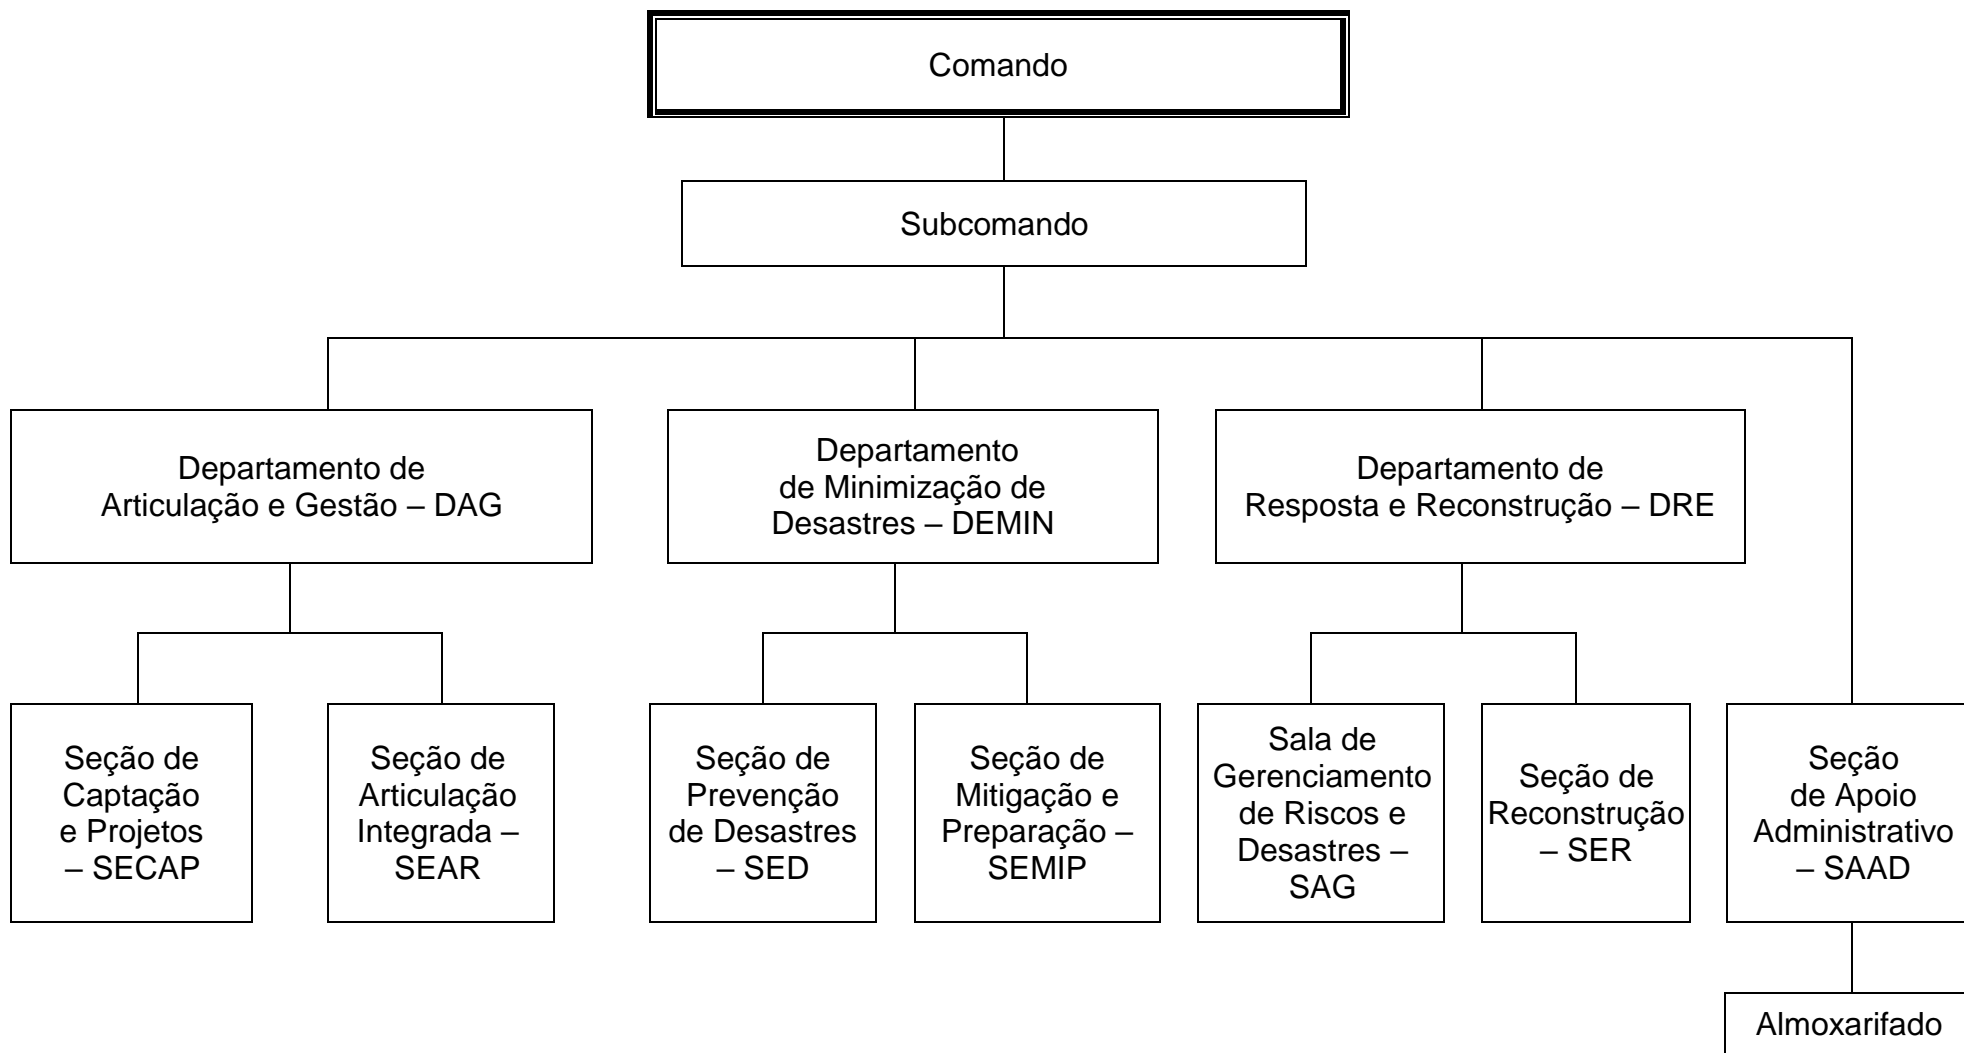 Comando
Subcomando
Departamento de
Articulação e Gestão – DAG
Departamento
de Minimização de
Desastres – DEMIN
Departamento de
Resposta e Reconstrução – DRE
Seção de
Captação
e Projetos
– SECAP
Seção de
Articulação
Integrada –
SEAR
Seção de
Prevenção
de Desastres
– SED
Seção de
Mitigação e
Preparação –
SEMIP
Sala de
Gerenciamento
de Riscos e
Desastres –
SAG
Seção de
Reconstrução
– SER
Seção
de Apoio
Administrativo
– SAAD
Almoxarifado